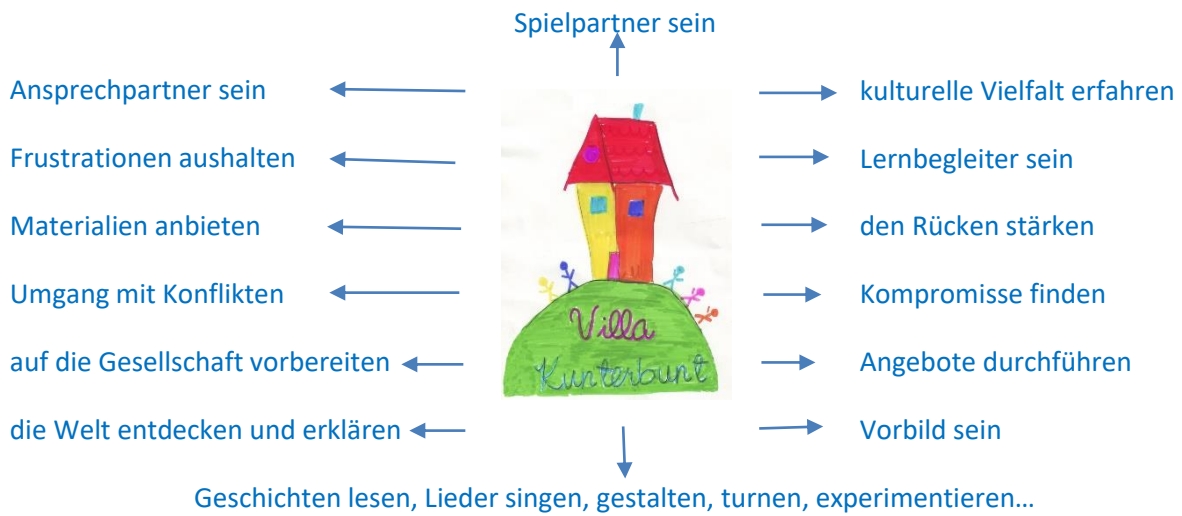 Spielpartner sein
Ansprechpartner sein
kulturelle Vielfalt erfahren
Frustrationen aushalten
Lernbegleiter sein
Materialien anbieten
den Rücken stärken
Umgang mit Konflikten
Kompromisse finden
Villa
Kunterbunt
auf die Gesellschaft vorbereiten
Angebote durchführen
die Welt entdecken und erklären
Vorbild sein
Geschichten lesen, Lieder singen, gestalten, turnen, experimentieren…